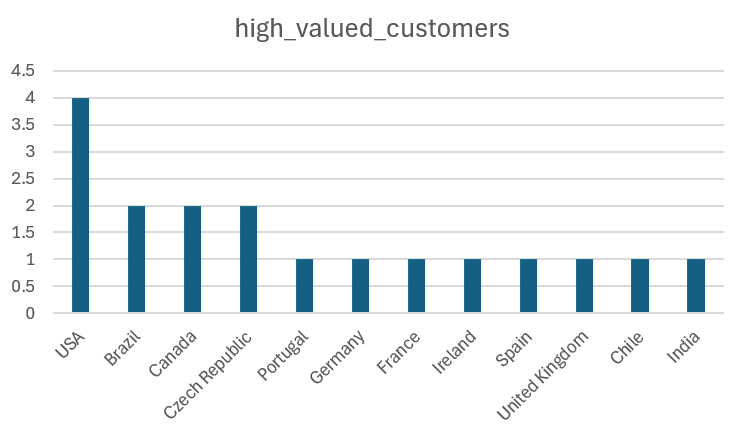 high_valued_customers
4.5
4
3.5
3
2.5
2
1.5
1
0.5
0
USA
Brazil
Canada
Czech Republic
Portugal
Germany
France
Ireland
Spain
United Kingdom
Chile
India